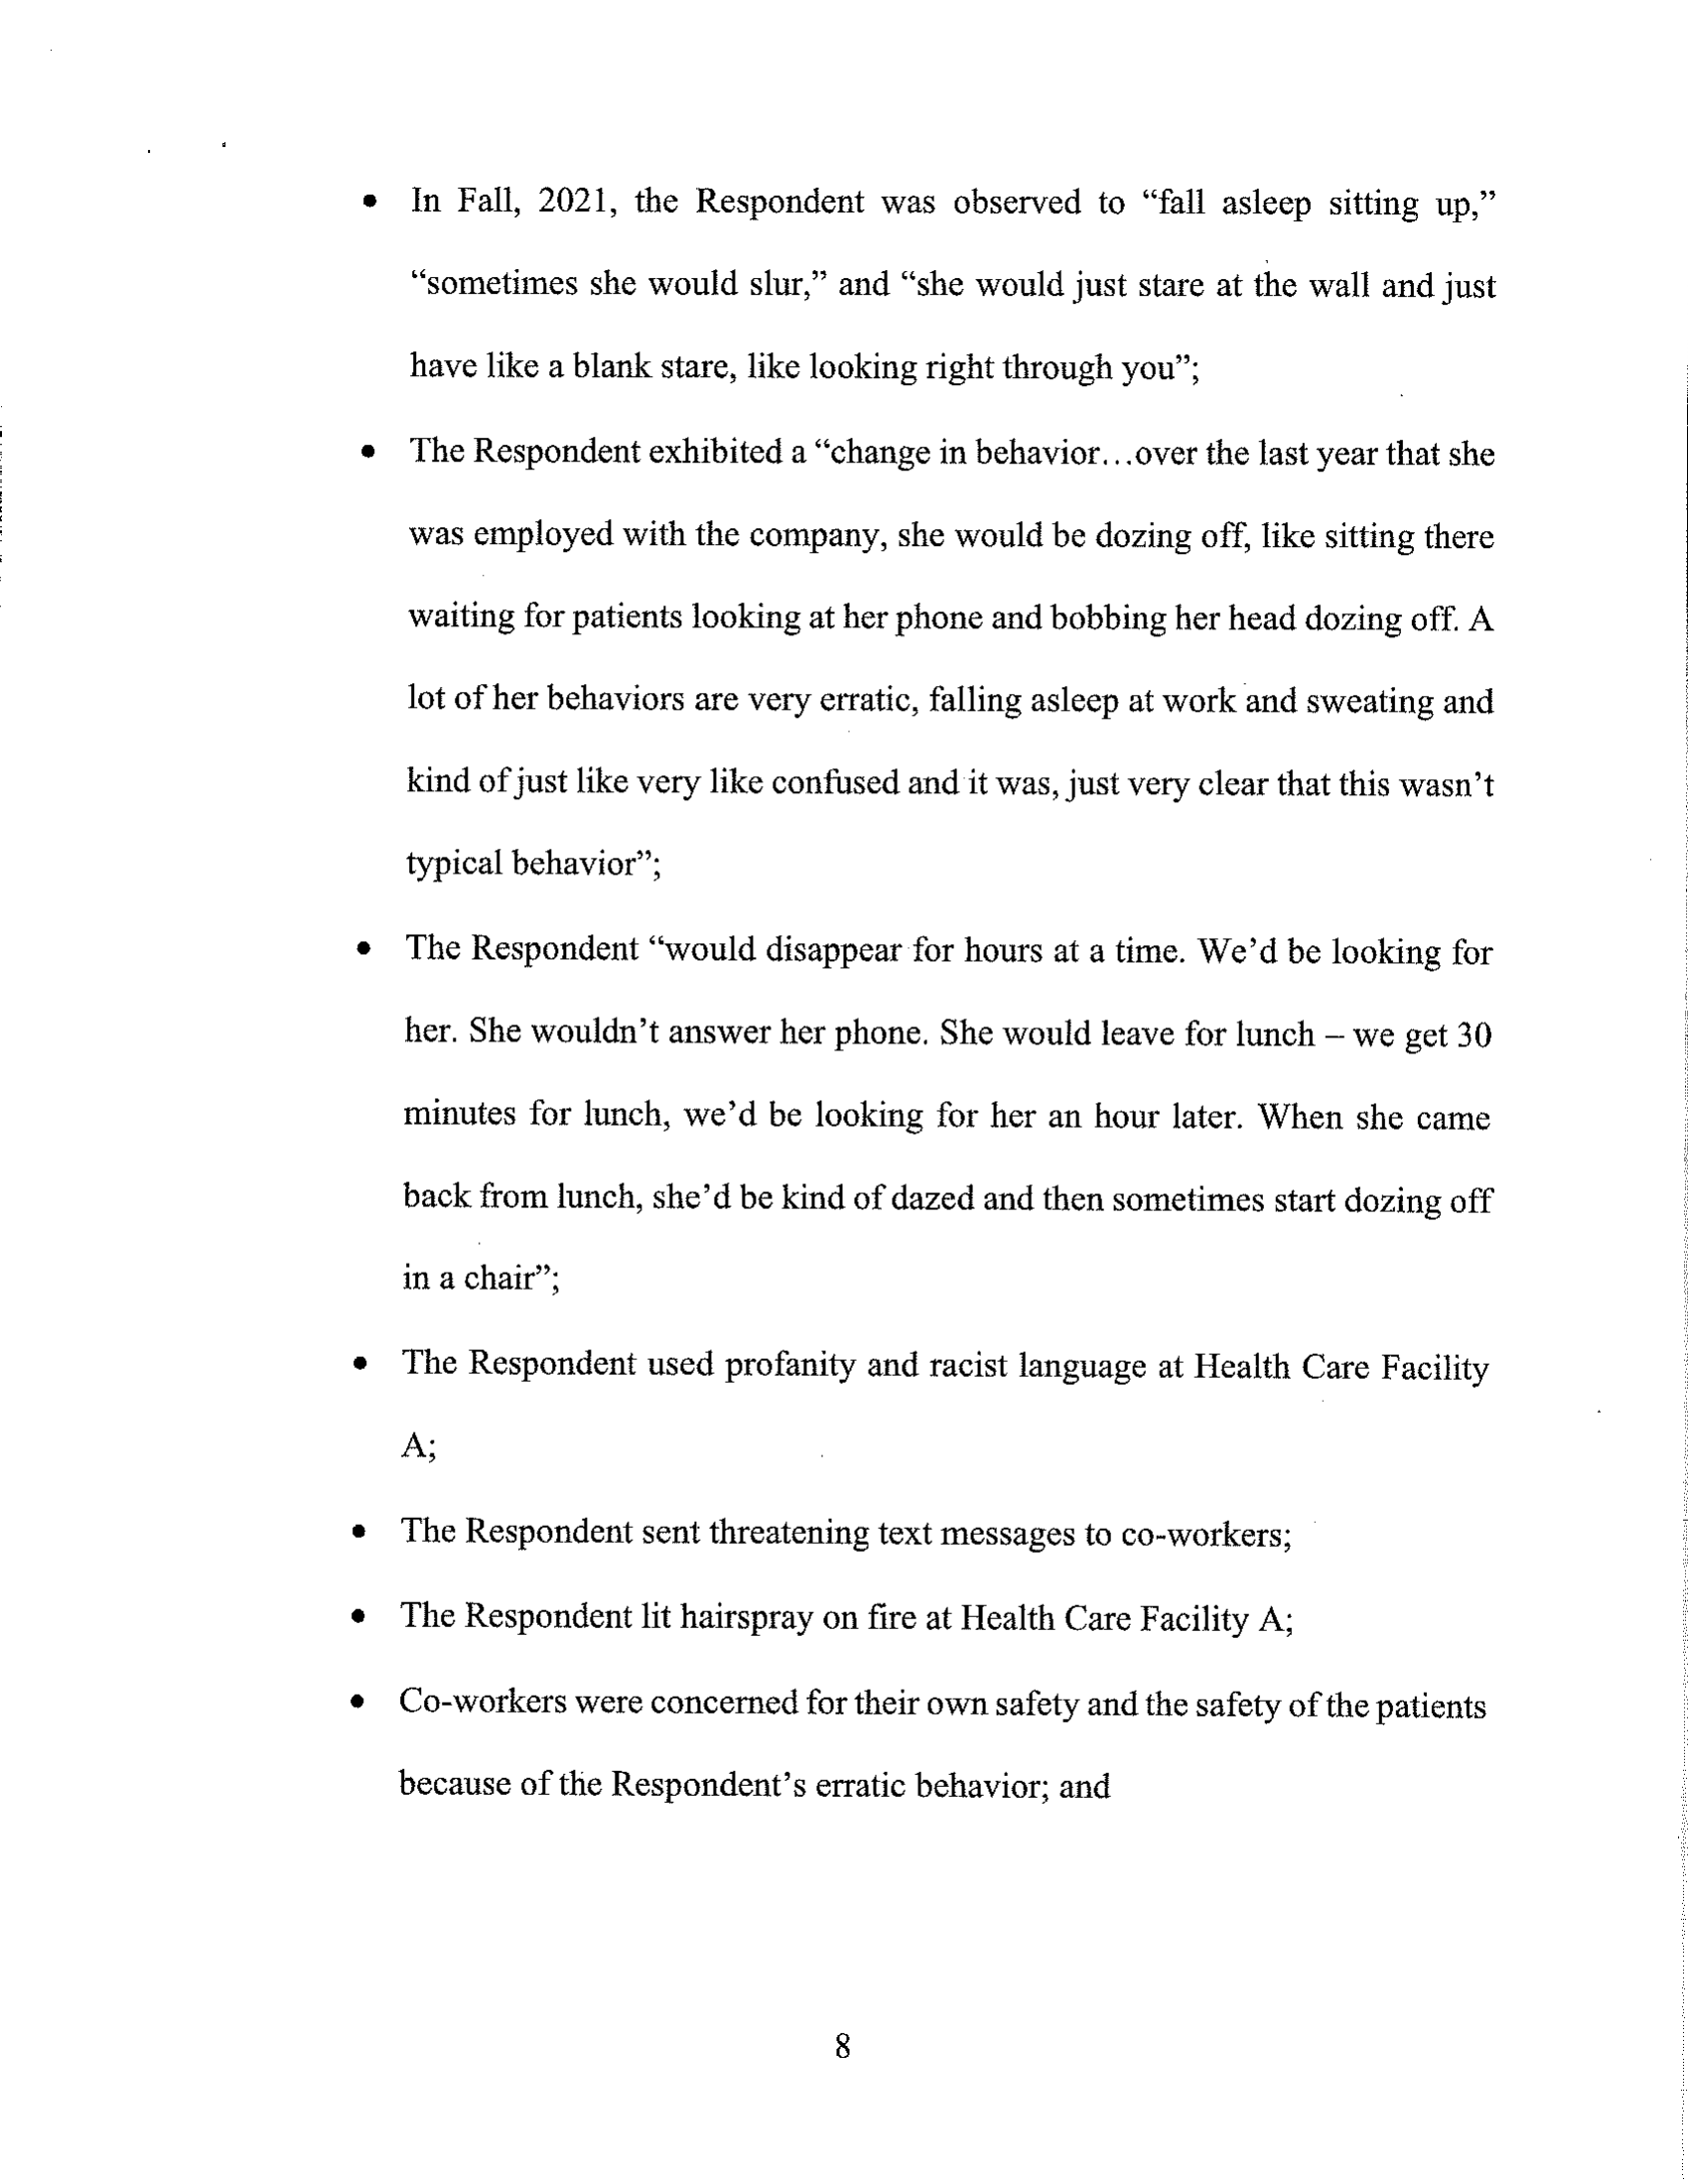 • In Fall, 2021, the Respondent was observed to “fall asleep sitting up,”
“sometimes she would slur,” and “she would just stare at the wall and just
have like a blank stare, like looking right through you”;
• The Respondent exhibited a “change in behavior…over the last year that she
was employed with the company, she would be dozing off, like sitting there
waiting for patients looking at her phone and bobbing her head dozing off. A
lot of her behaviors are very erratic, falling asleep at work and sweating and
kind of just like very like confused and it was, just very clear that this wasn’t
typical behavior”;
• The Respondent “would disappear for hours at a time. We’d be looking for
her. She wouldn’t answer her phone. She would leave for lunch – we get 30
minutes for lunch, we’d be looking for her an hour later. When she came
back from lunch, she’d be kind of dazed and then sometimes start dozing off
in a chair”;
• The Respondent used profanity and racist language at Health Care Facility
A;
• The Respondent sent threatening text messages to co-workers;
• The Respondent lit hairspray on fire at Health Care Facility A;
• Co-workers were concerned for their own safety and the safety of the patients
because of the Respondent’s erratic behavior; and
8